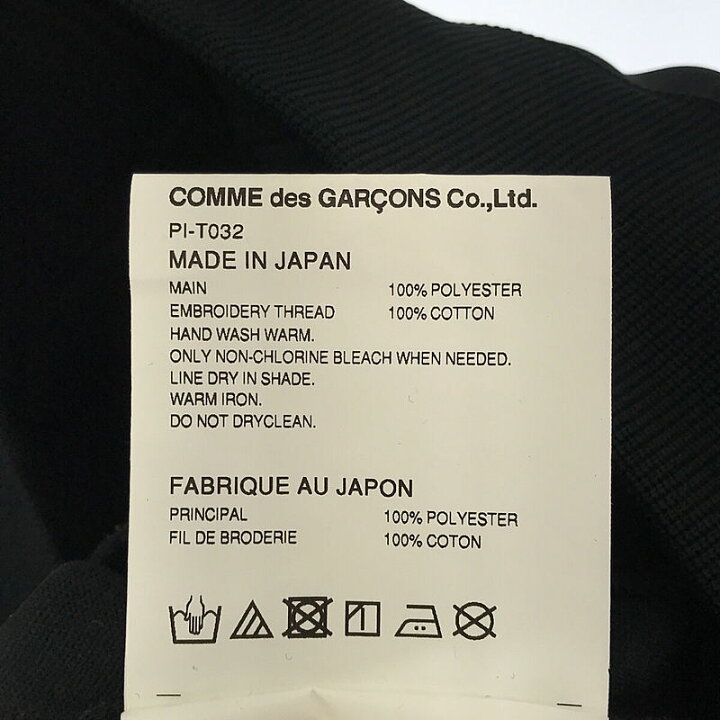 COMME des GARÇONS Co.,Ltd.
PI-T032
MADE IN JAPAN
MAIN 100% POLYESTER
EMBROIDERY THREAD 100% COTTON
HAND WASH WARM.
ONLY NON-CHLORINE BLEACH WHEN NEEDED.
LINE DRY IN SHADE.
WARM IRON.
DO NOT DRYCLEAN.
FABRIQUE AU JAPON
PRINCIPAL 100% POLYESTER
FIL DE BRODERIE 100% COTON